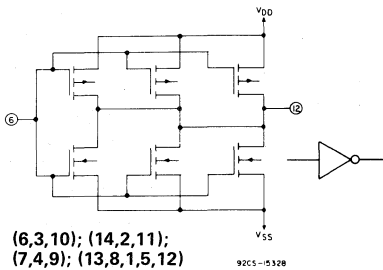 VDD
6
12
VSS
(6,3,10); (14,2,11);
(7,4,9); (13,8,1,5,12)
92CS-15328